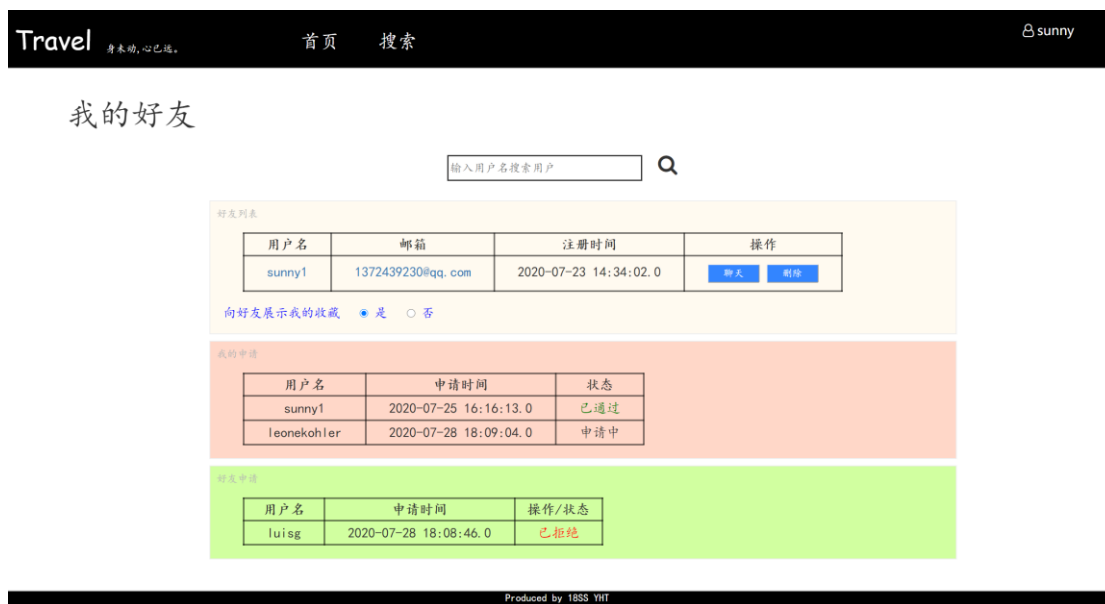 Travel 身未动,心已远。 首页 搜索 sunny
我的好友
输入用户名搜索用户
好友列表
用户名 邮箱 注册时间 操作
sunny1 1372439230@qq.com 2020-07-23 14:34:02.0 聊天 删除
向好友展示我的收藏 是 否
我的申请
用户名 申请时间 状态
sunny1 2020-07-25 16:16:13.0 已通过
leonekohler 2020-07-28 18:09:04.0 申请中
好友申请
用户名 申请时间 操作/状态
luisg 2020-07-28 18:08:46.0 已拒绝
Produced by 18SS YHT